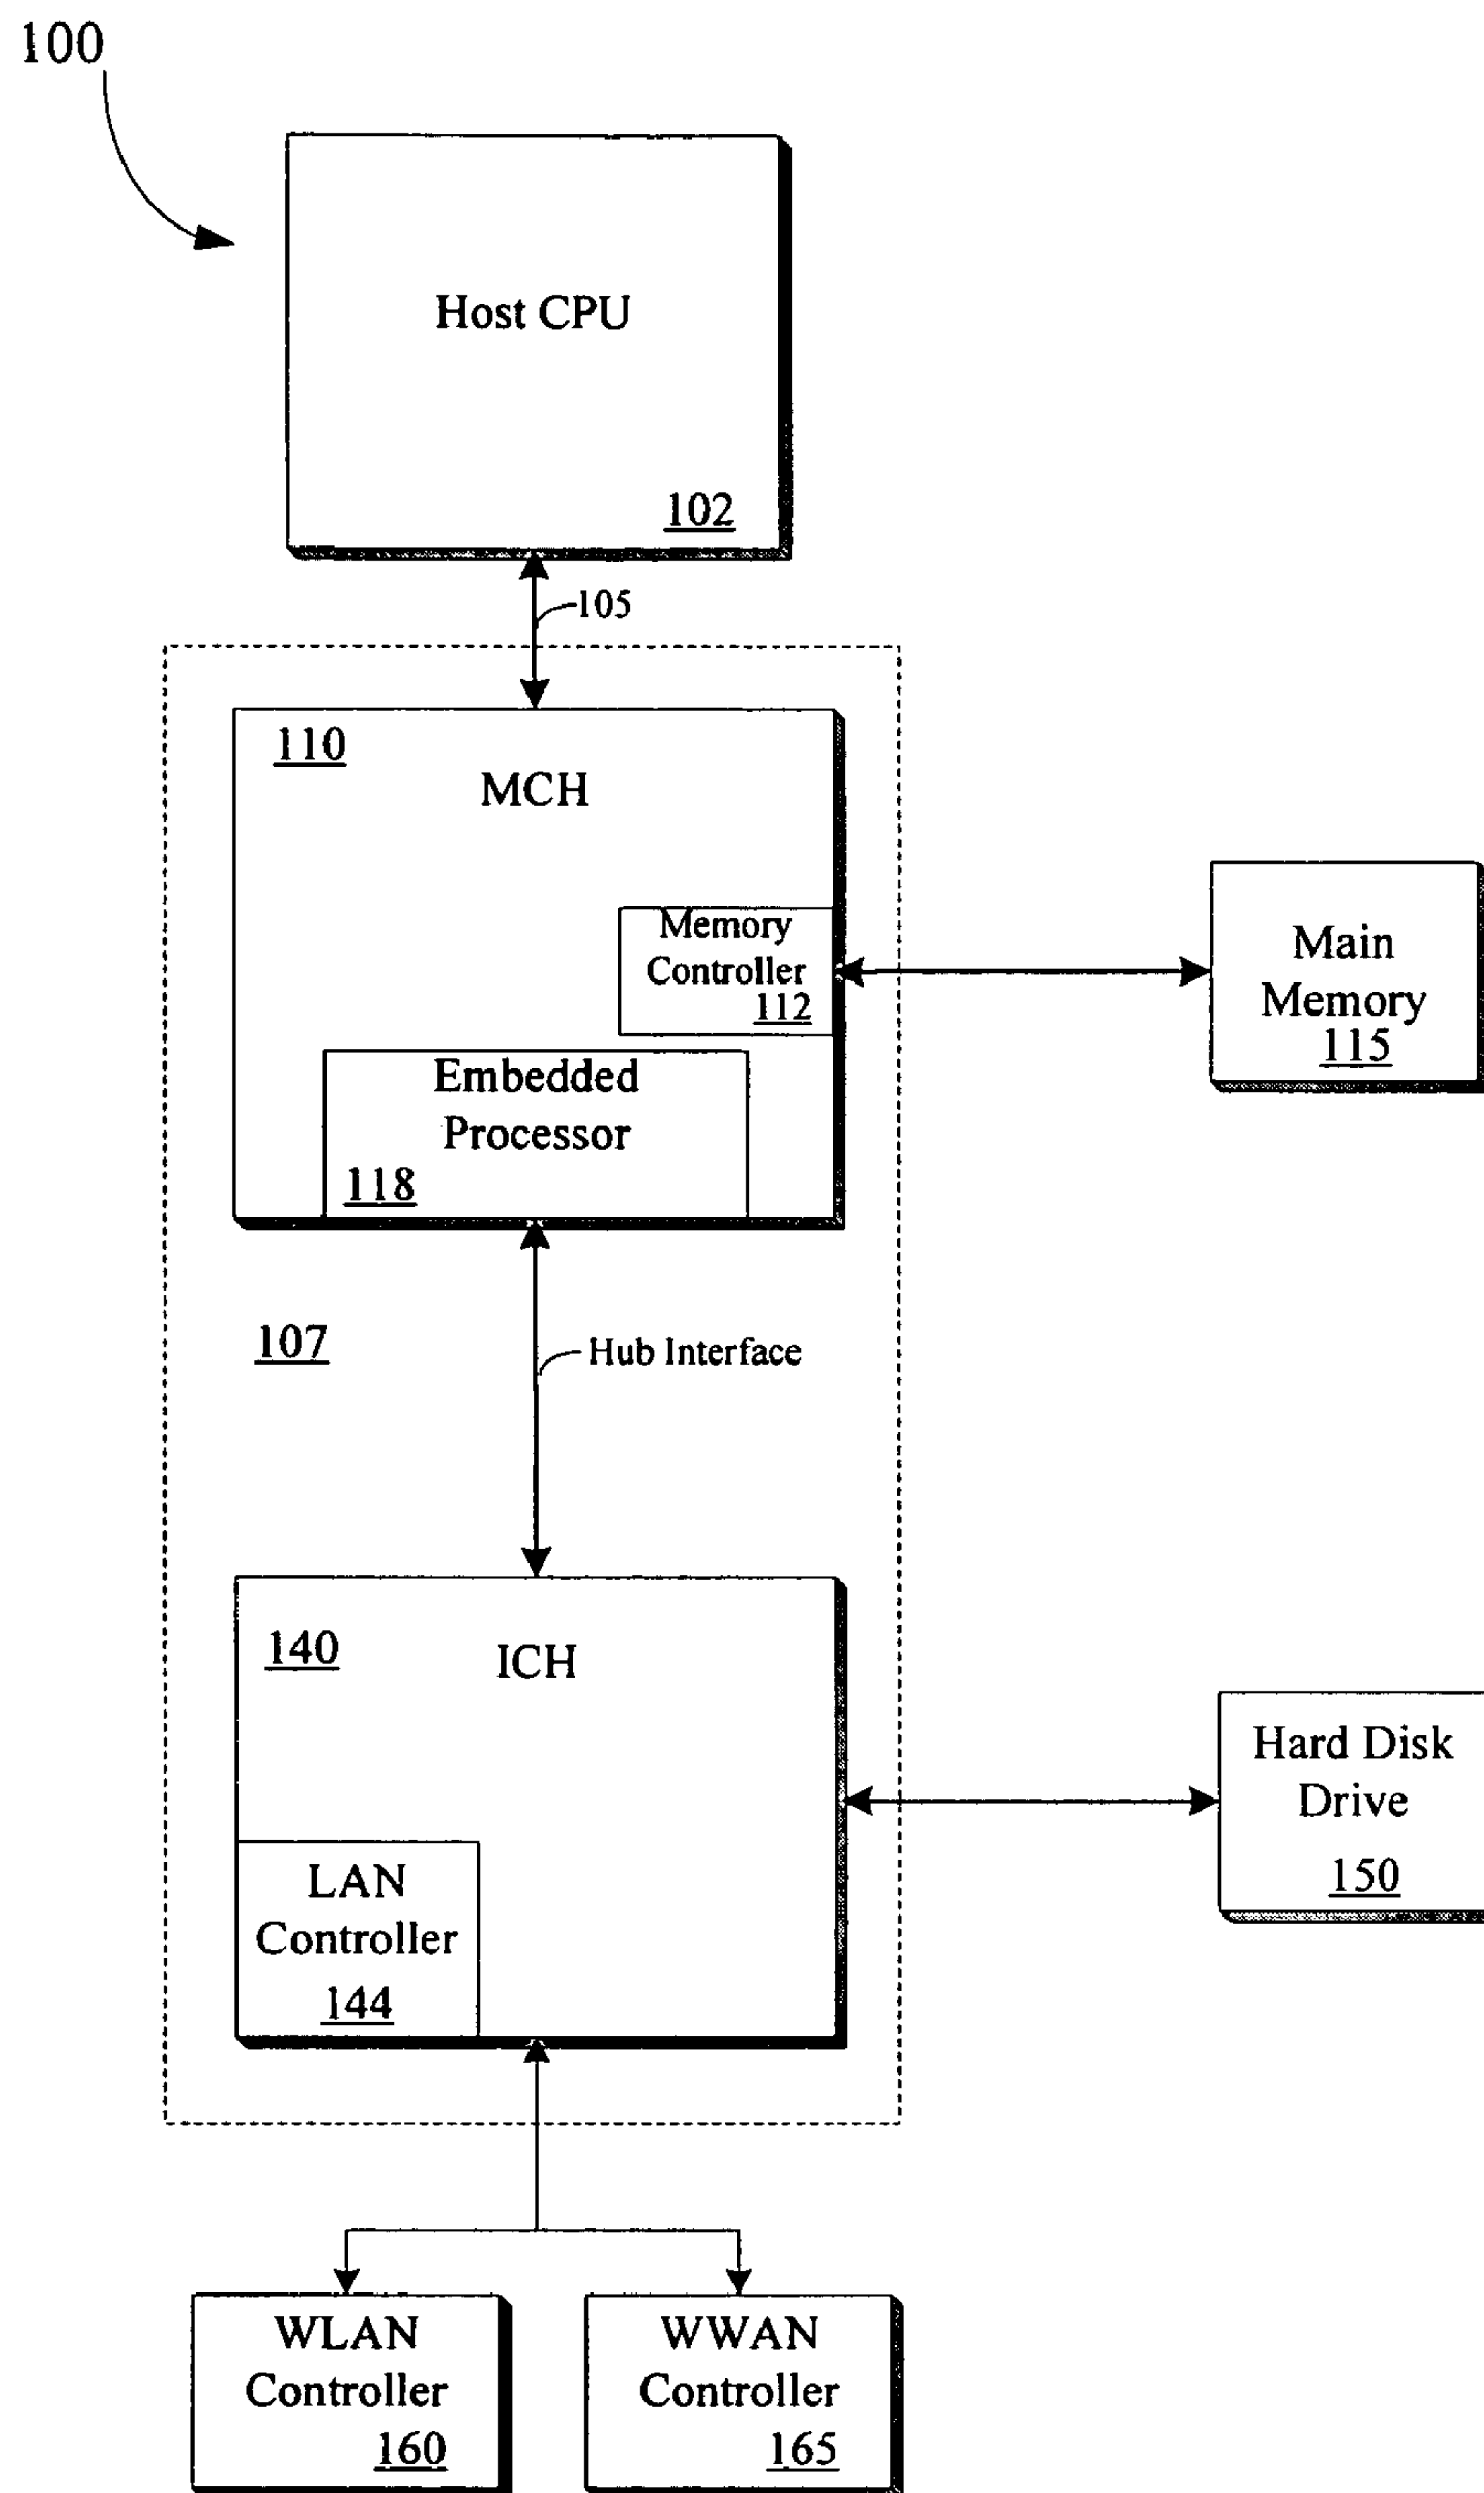 100
Host CPU
102
105
110
MCH
Memory
Controller
112
Main
Memory
115
Embedded
Processor
118
107
Hub Interface
140
ICH
Hard Disk
Drive
150
LAN
Controller
144
WLAN
Controller
160
WWAN
Controller
165